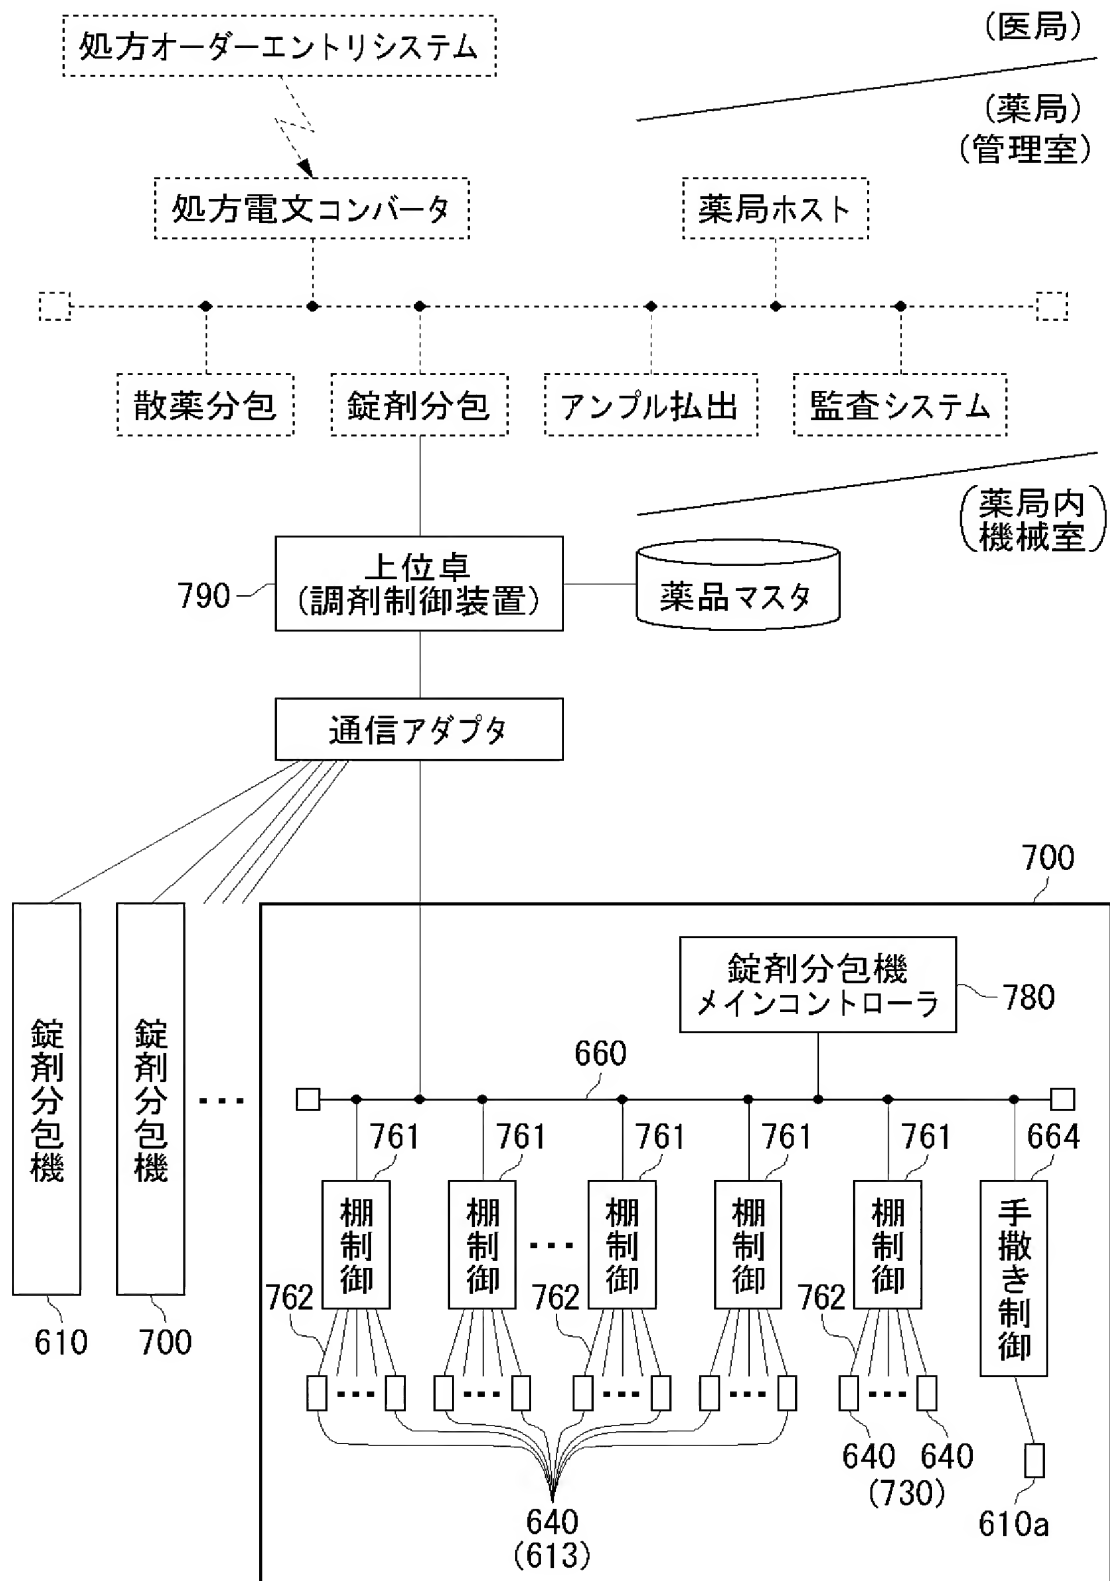 (医局)
処方オーダーエントリシステム
(薬局)
(管理室)
処方電文コンバータ
薬局ホスト
散薬分包
錠剤分包
アンプル払出
監査システム
(薬局内
機械室)
790
上位卓
(調剤制御装置)
薬品マスタ
通信アダプタ
700
錠剤分包機
メインコントローラ
780
錠剤分包機
錠剤分包機
...
660
761
761
761
761
761
664
棚制御
棚制御
...
棚制御
棚制御
棚制御
手撒き制御
762
762
762
610
700
...
...
...
...
...
640
(613)
640
640
(730)
610a